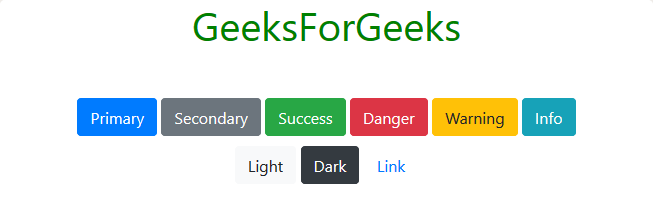 GeeksForGeeks
Primary Secondary Success Danger Warning Info
Light Dark Link